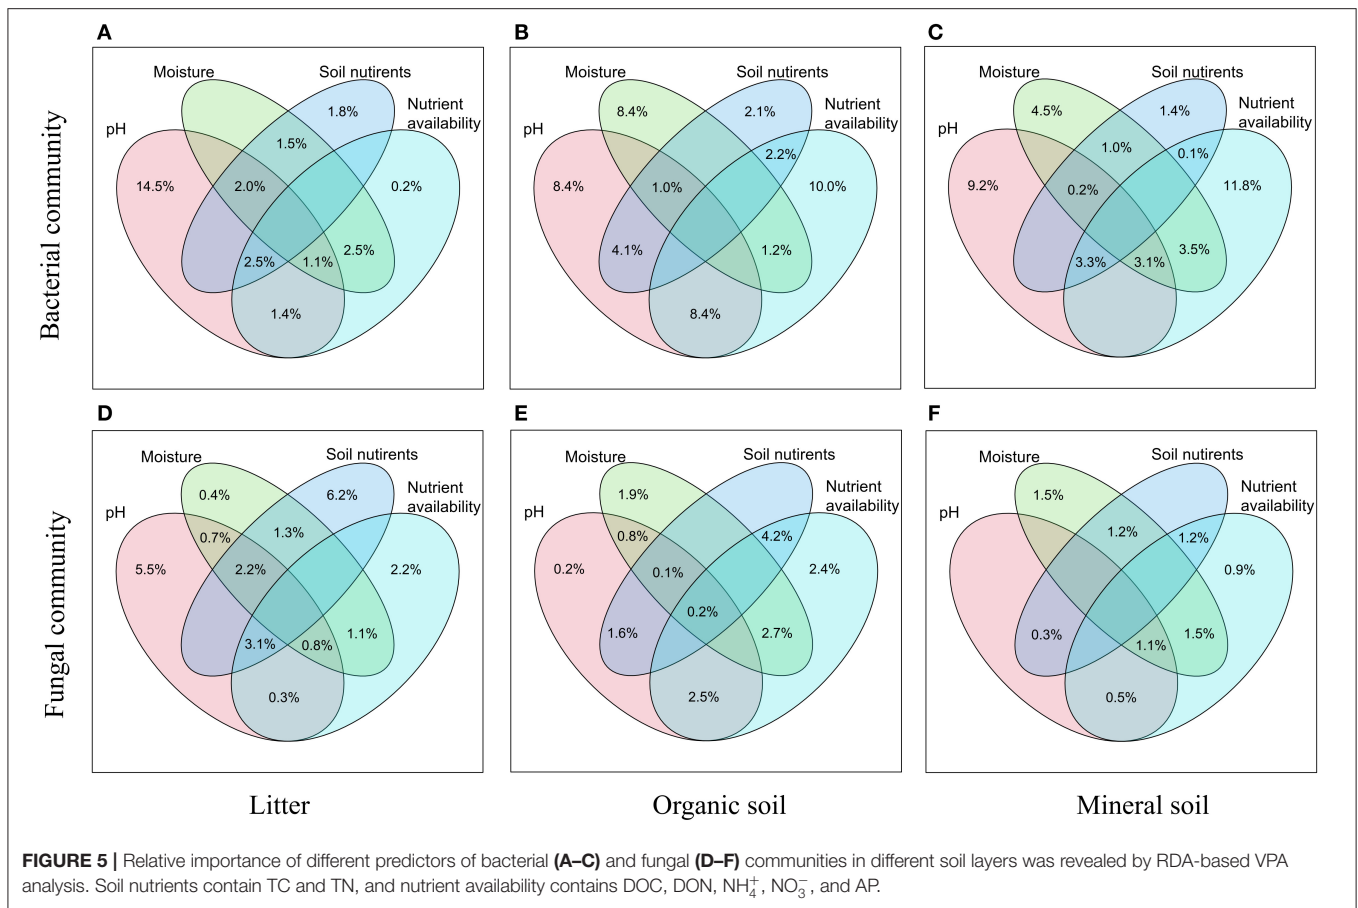 A
Moisture
Soil nutirents
Nutrient
availability
pH
1.8%
1.5%
14.5%
2.0%
0.2%
2.5%
2.5%
1.1%
1.4%
B
Moisture
Soil nutirents
Nutrient
availability
pH
8.4%
2.1%
2.2%
8.4%
1.0%
10.0%
4.1%
1.2%
8.4%
C
Moisture
Soil nutirents
Nutrient
availability
pH
4.5%
1.4%
1.0%
0.1%
9.2%
0.2%
11.8%
3.5%
3.3%
3.1%
Bacterial community
D
Moisture
Soil nutirents
Nutrient
availability
pH
0.4%
6.2%
0.7%
1.3%
5.5%
2.2%
2.2%
3.1%
0.8%
1.1%
0.3%
E
Moisture
Soil nutirents
Nutrient
availability
pH
1.9%
0.8%
4.2%
0.2%
0.1%
2.4%
0.2%
1.6%
2.7%
2.5%
F
Moisture
Soil nutirents
Nutrient
availability
pH
1.5%
1.2%
1.2%
0.9%
0.3%
1.1%
1.5%
0.5%
Fungal community
Litter
Organic soil
Mineral soil
FIGURE 5 | Relative importance of different predictors of bacterial (A–C) and fungal (D–F) communities in different soil layers was revealed by RDA-based VPA
analysis. Soil nutrients contain TC and TN, and nutrient availability contains DOC, DON, NH₄⁺, NO₃⁻, and AP.